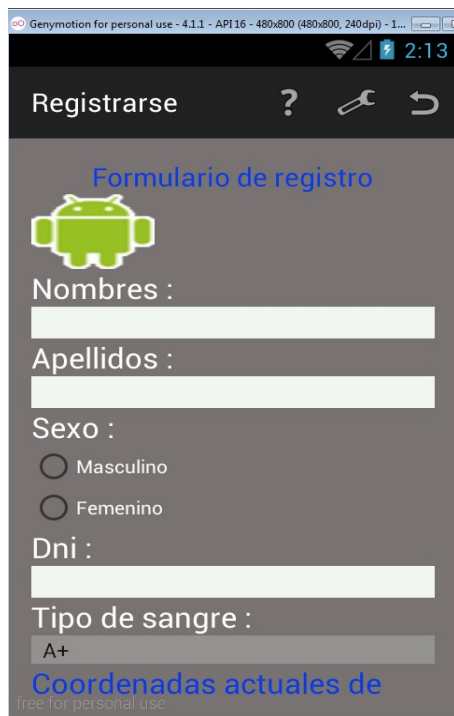 Genymotion for personal use - 4.1.1 - API 16 - 480x800 (480x800, 240dpi) - 1...
2:13
Registrarse ?
Formulario de registro
Nombres :
Apellidos :
Sexo :
Masculino
Femenino
Dni :
Tipo de sangre :
A+
Coordenadas actuales de
free for personal use